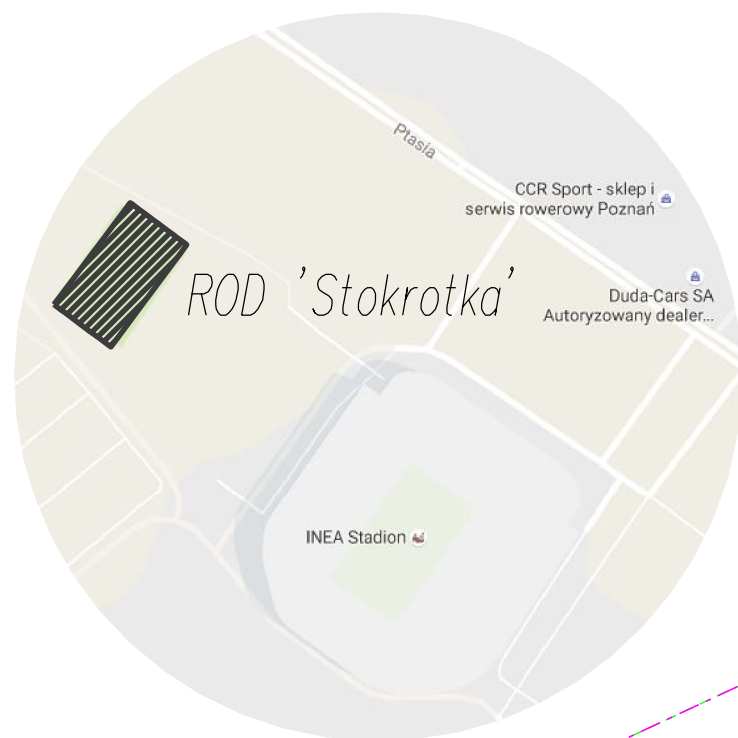 Ptasia
CCR Sport - sklep i
serwis rowerowy Poznań
ROD 'Stokrotka'
Duda-Cars SA
Autoryzowany dealer...
INEA Stadion